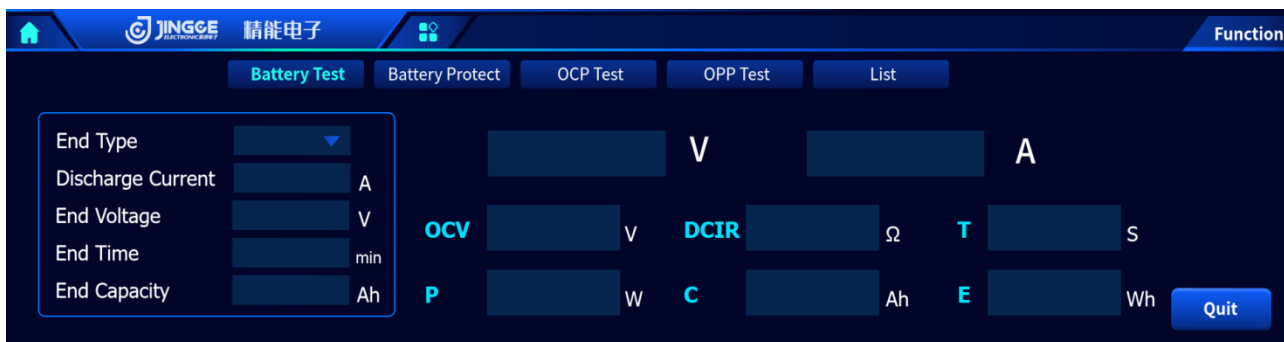 JINGGE 精能电子 Function
Battery Test Battery Protect OCP Test OPP Test List
End Type
Discharge Current A
End Voltage V
End Time min
End Capacity Ah
V A
OCV V DCIR Ω T S
P W C Ah E Wh
Quit